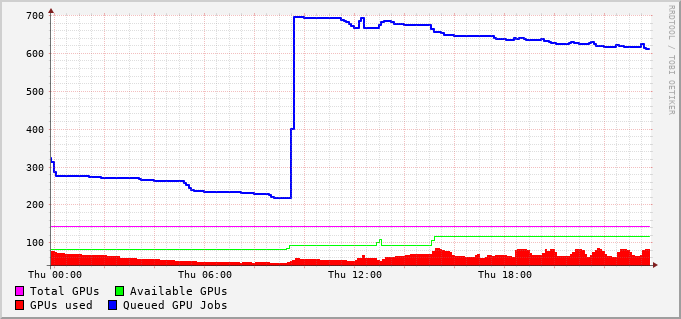 700
600
500
400
300
200
100
Thu 00:00 Thu 06:00 Thu 12:00 Thu 18:00
Total GPUs Available GPUs
GPUs used Queued GPU Jobs
RRDTOOL / TOBI OETIKER